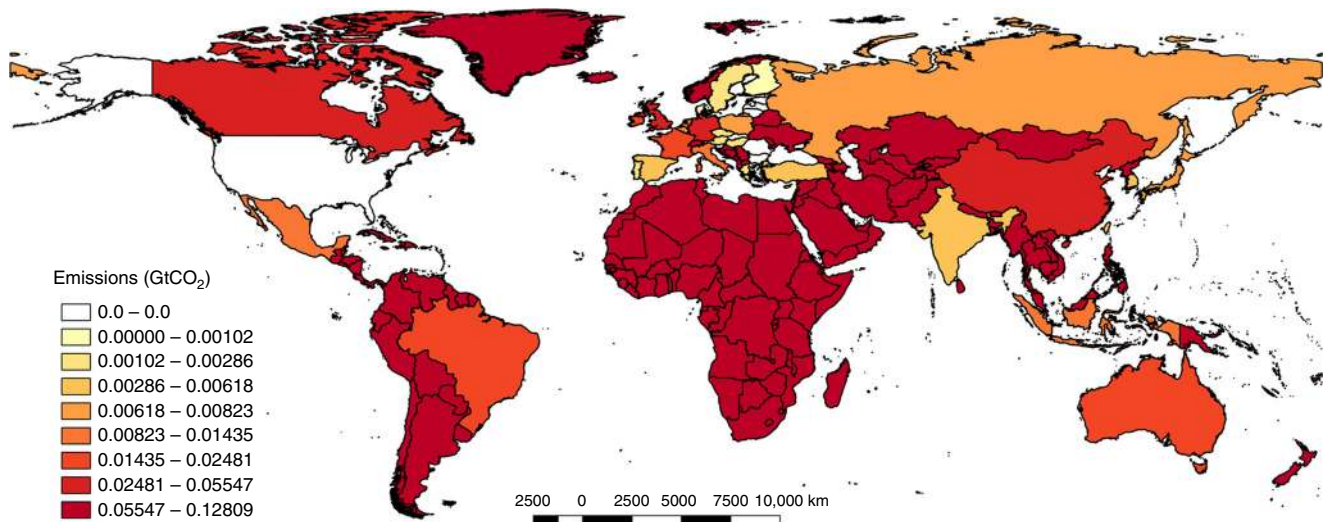 Emissions (GtCO₂)
0.0 – 0.0
0.00000 – 0.00102
0.00102 – 0.00286
0.00286 – 0.00618
0.00618 – 0.00823
0.00823 – 0.01435
0.01435 – 0.02481
0.02481 – 0.05547
0.05547 – 0.12809
2500 0 2500 5000 7500 10,000 km